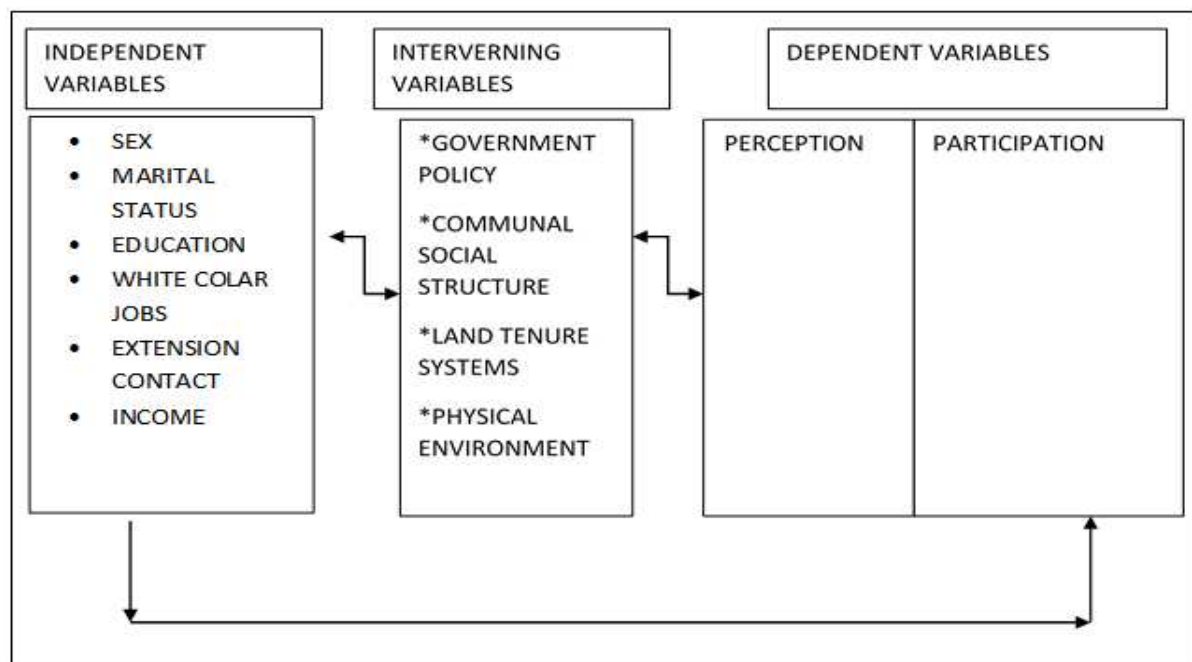 INDEPENDENT
VARIABLES
INTERVERNING
VARIABLES
DEPENDENT VARIABLES
• SEX
• MARITAL
STATUS
• EDUCATION
• WHITE COLAR
JOBS
• EXTENSION
CONTACT
• INCOME
*GOVERNMENT
POLICY
*COMMUNAL
SOCIAL
STRUCTURE
*LAND TENURE
SYSTEMS
*PHYSICAL
ENVIRONMENT
PERCEPTION
PARTICIPATION